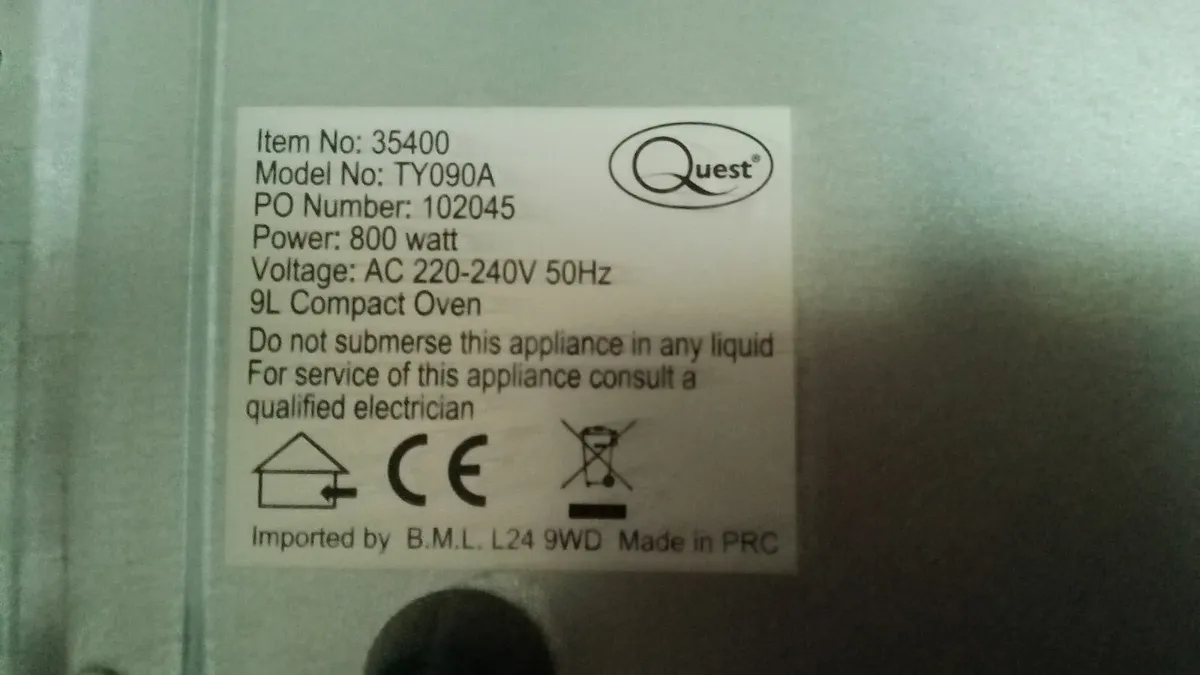 Item No: 35400
Quest®
Model No: TY090A
PO Number: 102045
Power: 800 watt
Voltage: AC 220-240V 50Hz
9L Compact Oven
Do not submerse this appliance in any liquid
For service of this appliance consult a
qualified electrician
CE
Imported by B.M.L. L24 9WD Made in PRC